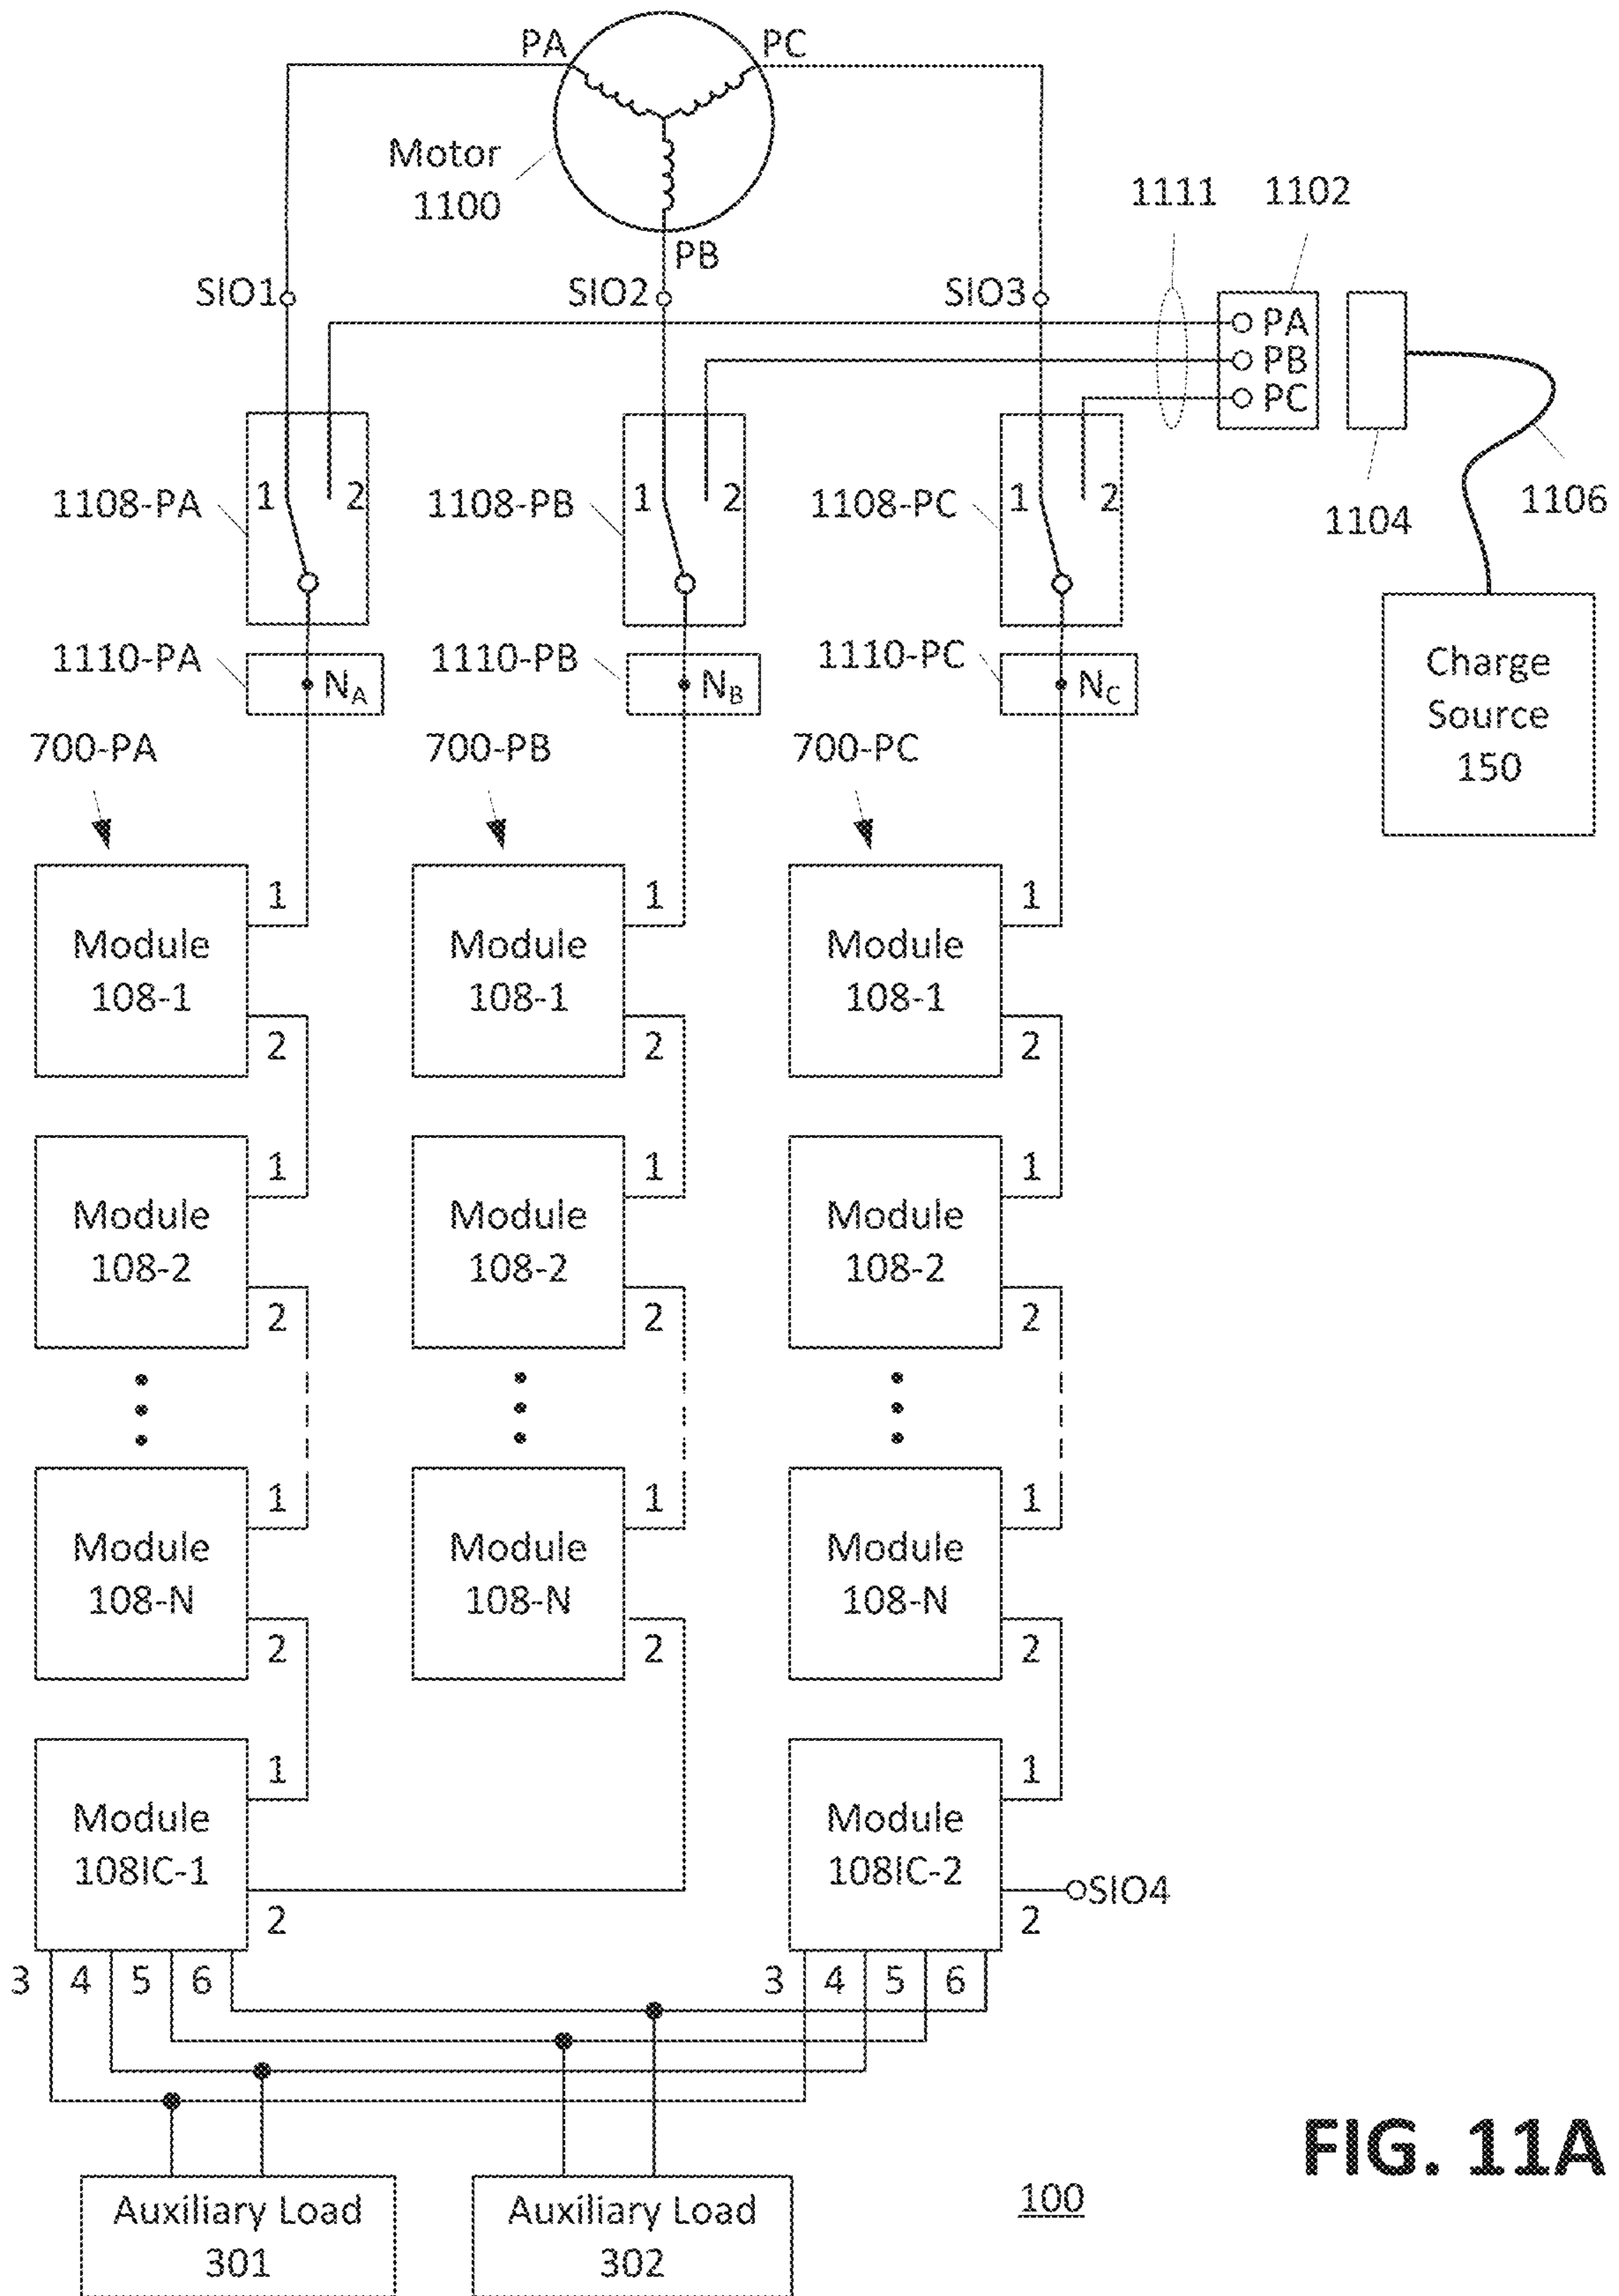 PA
PC
Motor
1100
PB
1111
1102
SIO1
SIO2
SIO3
PA
PB
PC
1108-PA
1
2
1108-PB
1
2
1108-PC
1
2
1104
1106
1110-PA
NA
1110-PB
NB
1110-PC
NC
Charge
Source
150
700-PA
700-PB
700-PC
Module
108-1
1
2
Module
108-1
1
2
Module
108-1
1
2
Module
108-2
1
2
Module
108-2
1
2
Module
108-2
1
2
Module
108-N
1
2
Module
108-N
1
2
Module
108-N
1
2
Module
108IC-1
1
2
Module
108IC-2
1
2
SIO4
3
4
5
6
3
4
5
6
Auxiliary Load
301
Auxiliary Load
302
100
FIG. 11A